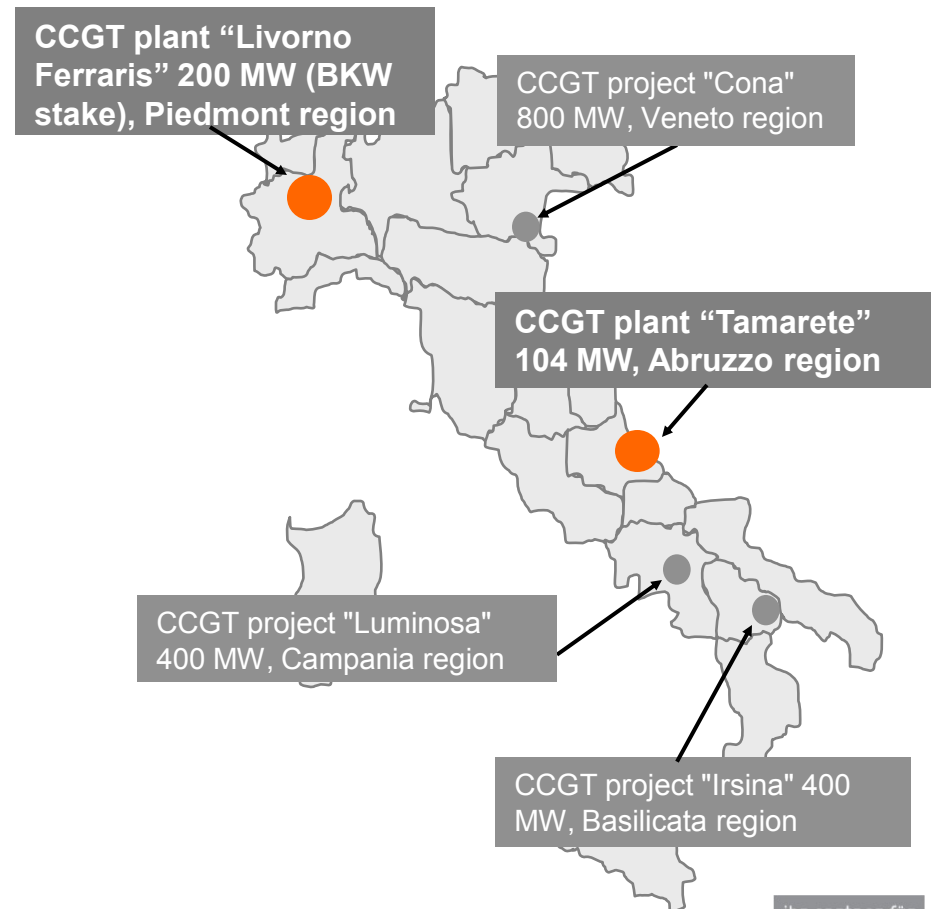 CCGT plant “Livorno
Ferraris” 200 MW (BKW
stake), Piedmont region
CCGT project "Cona"
800 MW, Veneto region
CCGT plant “Tamarete”
104 MW, Abruzzo region
CCGT project "Luminosa"
400 MW, Campania region
CCGT project "Irsina" 400
MW, Basilicata region